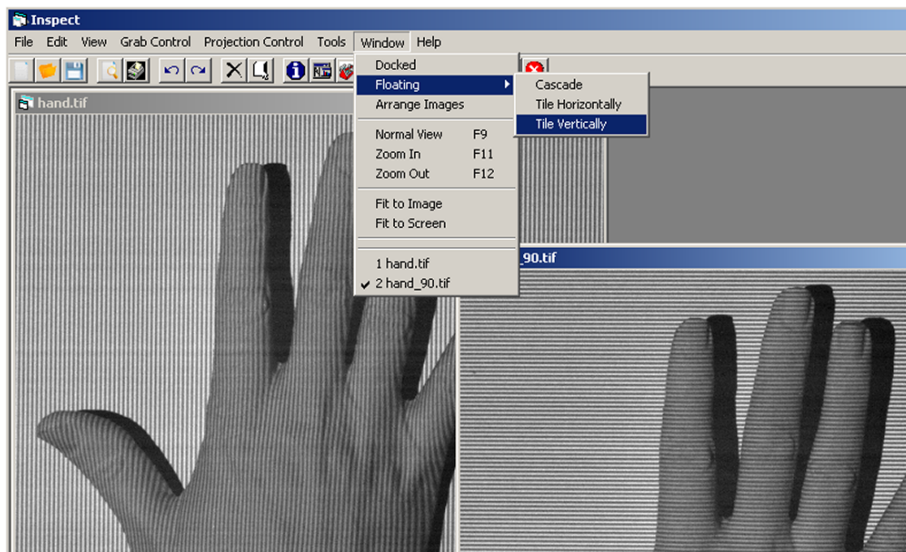 Inspect
File Edit View Grab Control Projection Control Tools Window Help
Docked
Floating
Arrange Images
Normal View F9
Zoom In F11
Zoom Out F12
Fit to Image
Fit to Screen
1 hand.tif
2 hand_90.tif
Cascade
Tile Horizontally
Tile Vertically
hand.tif
_90.tif